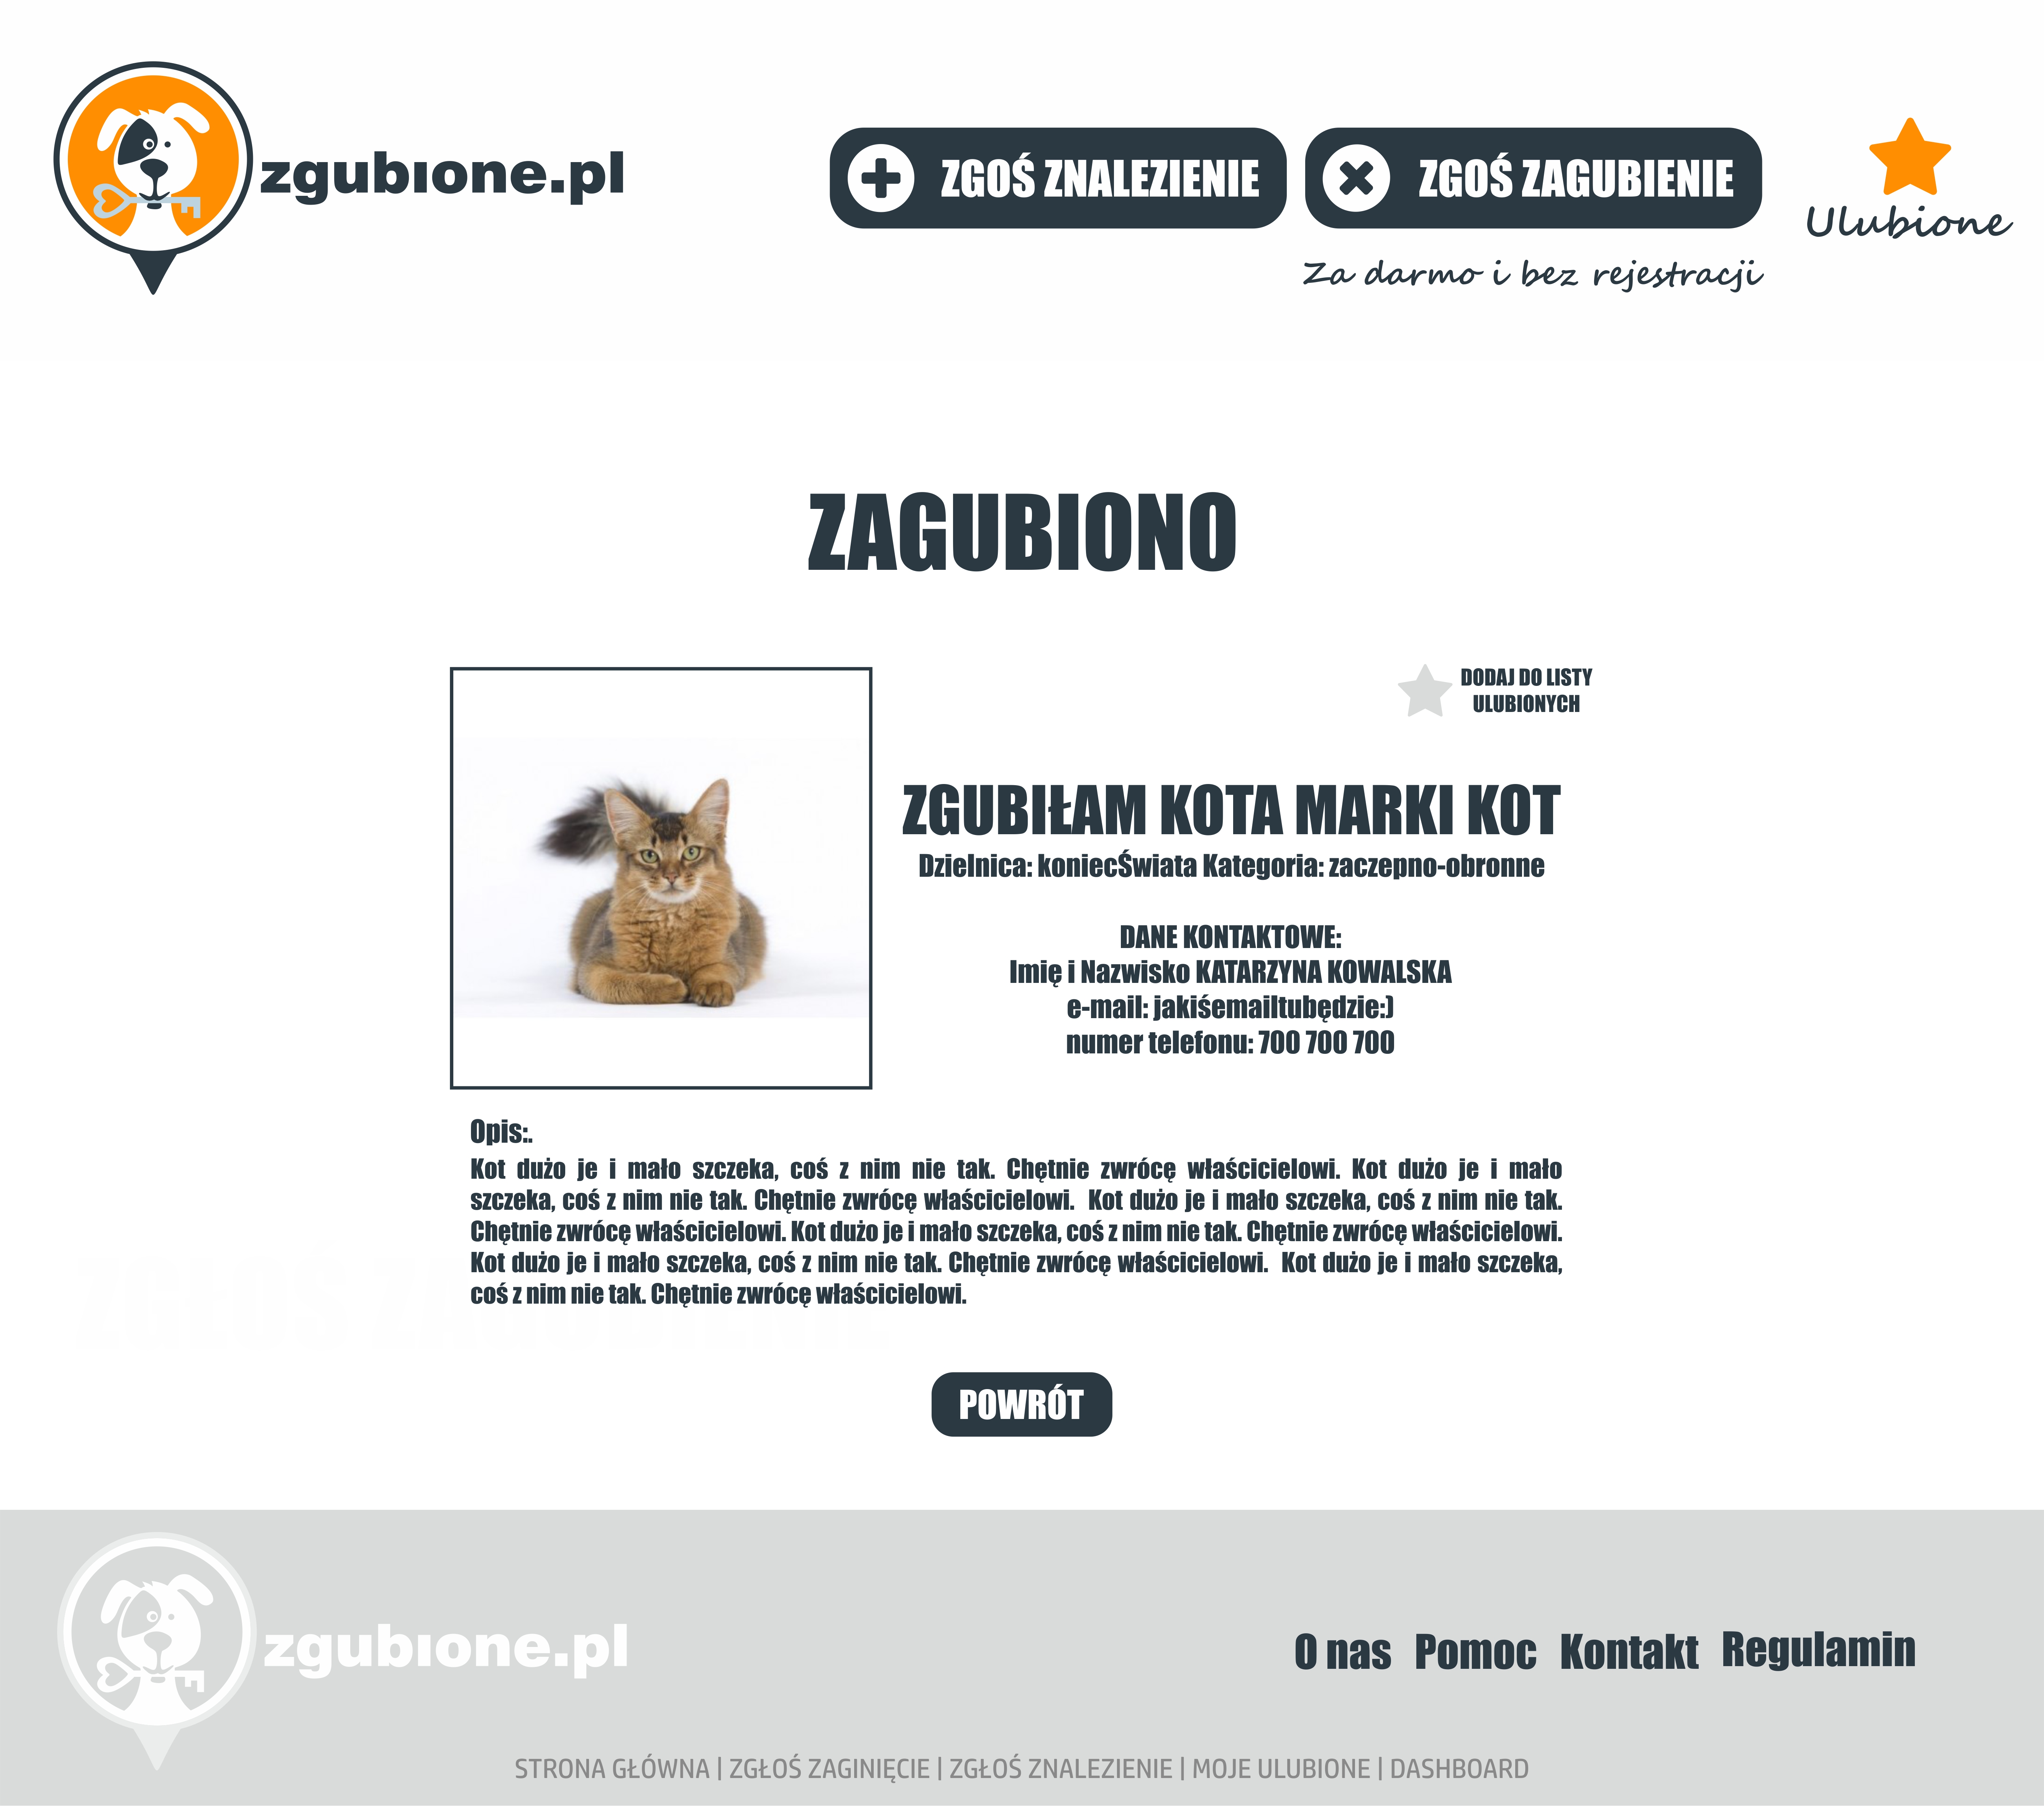 zgubıone.pl
ZGOŚ ZNALEZIENIE
ZGOŚ ZAGUBIENIE
Ulubione
Za darmo i bez rejestracji
ZAGUBIONO
DODAJ DO LISTY
ULUBIONYCH
ZGUBIŁAM KOTA MARKI KOT
Dzielnica: koniecŚwiata Kategoria: zaczepno-obronne
DANE KONTAKTOWE:
Imię i Nazwisko KATARZYNA KOWALSKA
e-mail: jakiśemailtubędzie:)
numer telefonu: 700 700 700
Opis:.
Kot dużo je i mało szczeka, coś z nim nie tak. Chętnie zwrócę właścicielowi. Kot dużo je i mało
szczeka, coś z nim nie tak. Chętnie zwrócę właścicielowi. Kot dużo je i mało szczeka, coś z nim nie tak.
Chętnie zwrócę właścicielowi. Kot dużo je i mało szczeka, coś z nim nie tak. Chętnie zwrócę właścicielowi.
Kot dużo je i mało szczeka, coś z nim nie tak. Chętnie zwrócę właścicielowi. Kot dużo je i mało szczeka,
coś z nim nie tak. Chętnie zwrócę właścicielowi.
POWRÓT
zgubıone.pl
O nas Pomoc Kontakt Regulamin
STRONA GŁÓWNA | ZGŁOŚ ZAGINIĘCIE | ZGŁOŚ ZNALEZIENIE | MOJE ULUBIONE | DASHBOARD